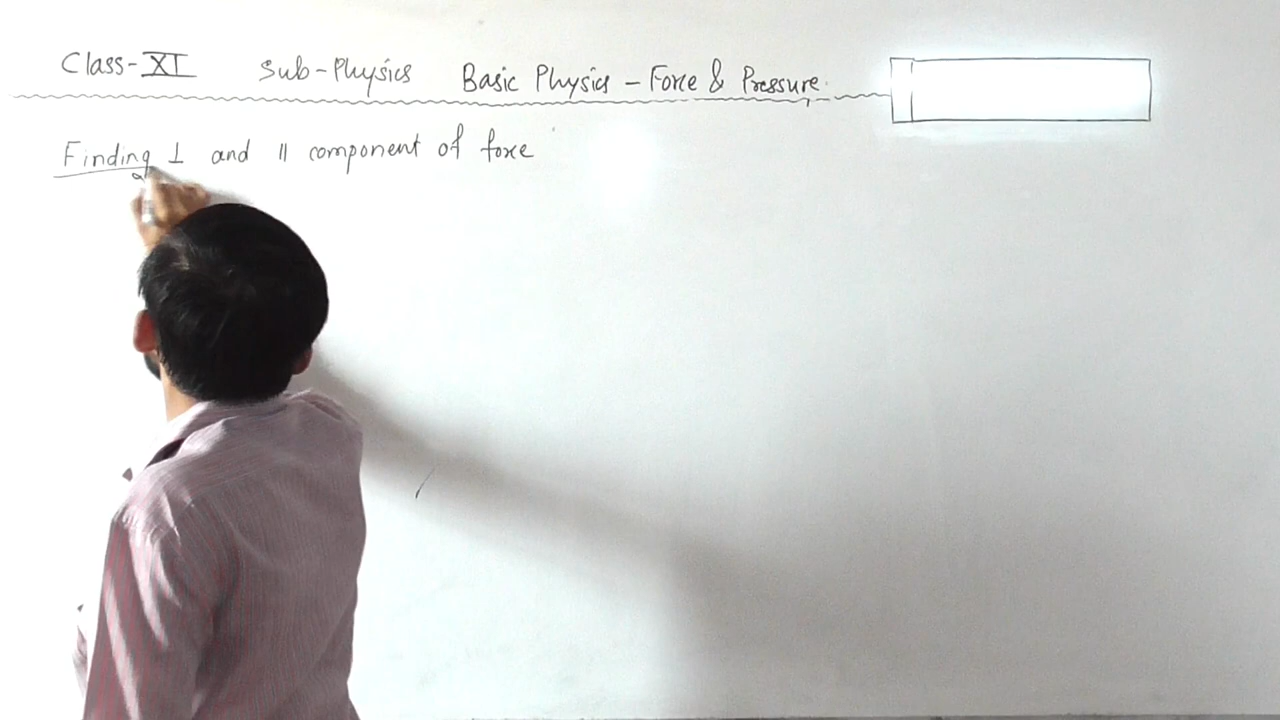 Class-XI Sub-Physics Basic Physics - Force & Pressure.
Finding ⊥ and || component of force